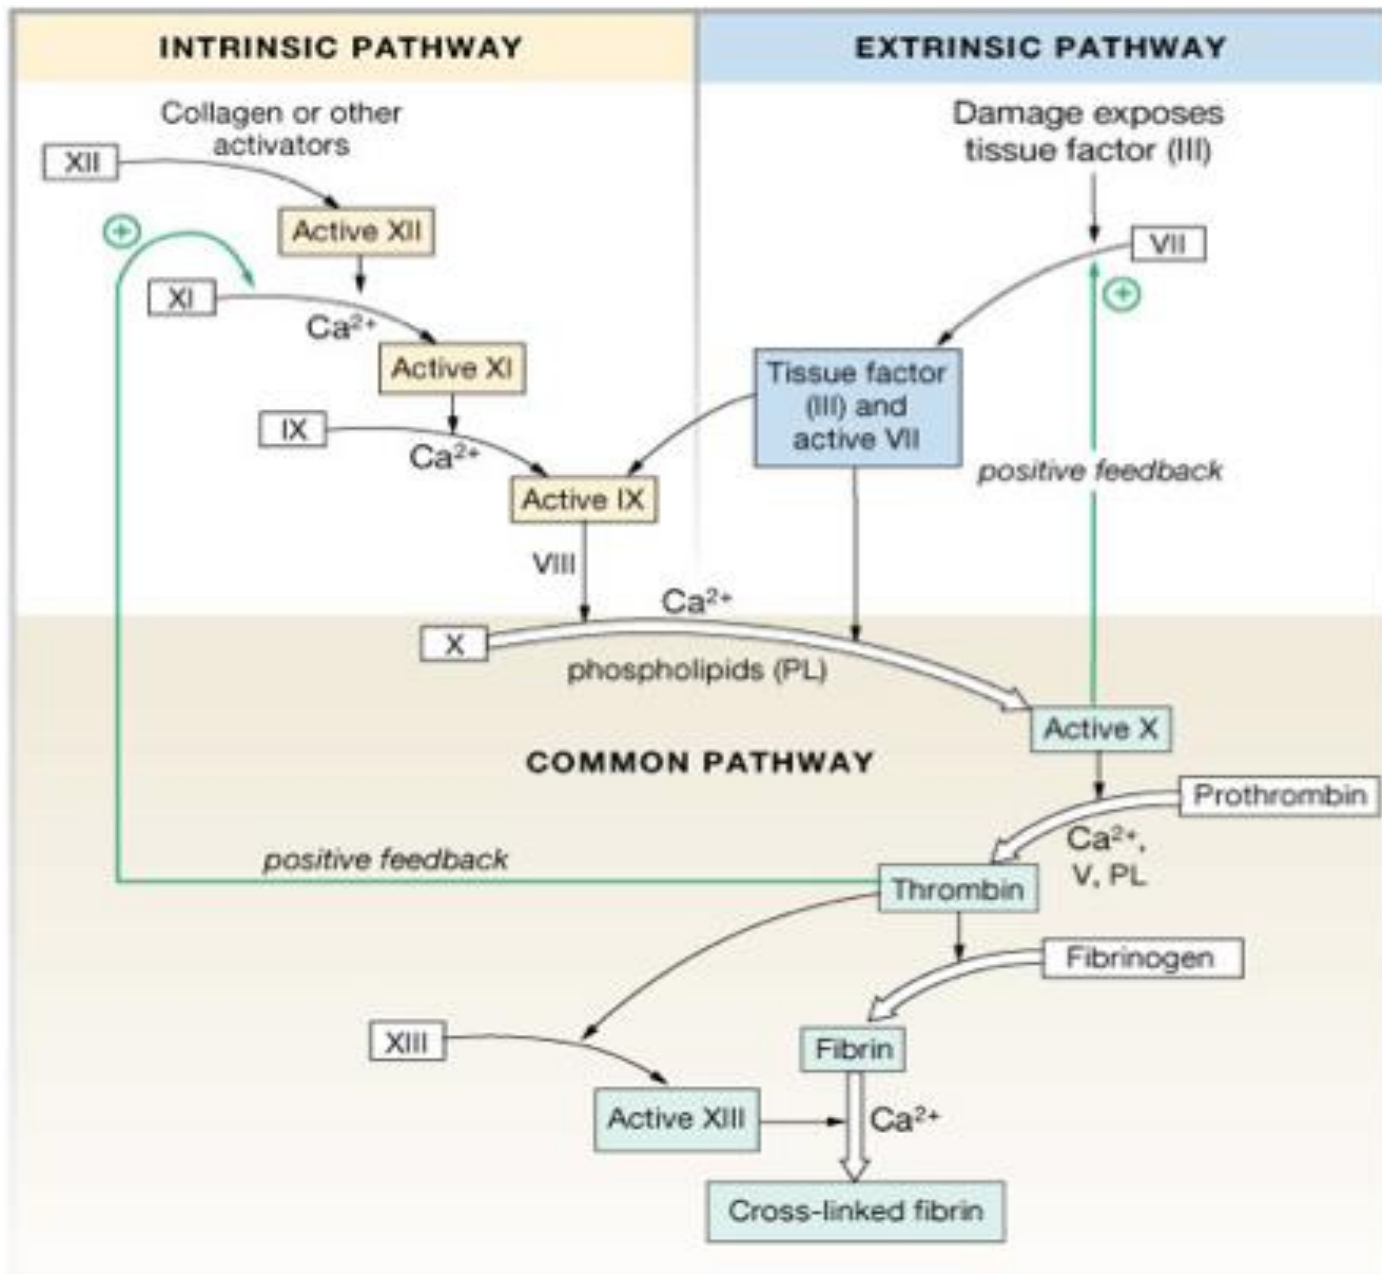 INTRINSIC PATHWAY
EXTRINSIC PATHWAY
Collagen or other
activators
XII
Active XII
XI
Ca²⁺
Active XI
IX
Ca²⁺
Active IX
VIII
Damage exposes
tissue factor (III)
VII
Tissue factor
(III) and
active VII
positive feedback
Ca²⁺
X
phospholipids (PL)
Active X
COMMON PATHWAY
Prothrombin
Ca²⁺,
V, PL
positive feedback
Thrombin
Fibrinogen
XIII
Fibrin
Active XIII
Ca²⁺
Cross-linked fibrin